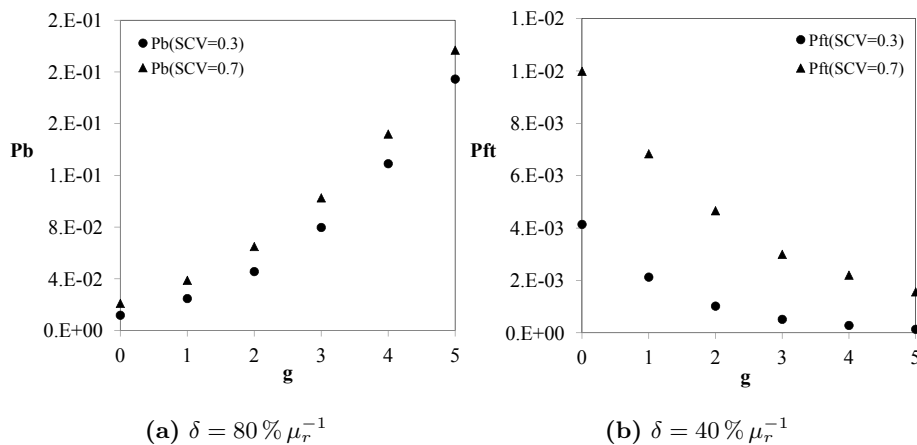 2.E-01
2.E-01
2.E-01
1.E-01
8.E-02
4.E-02
0.E+00
Pb
Pb(SCV=0.3)
Pb(SCV=0.7)
0 1 2 3 4 5
g
(a) δ = 80 % μᵣ⁻¹
1.E-02
1.E-02
8.E-03
6.E-03
4.E-03
2.E-03
0.E+00
Pft
Pft(SCV=0.3)
Pft(SCV=0.7)
0 1 2 3 4 5
g
(b) δ = 40 % μᵣ⁻¹